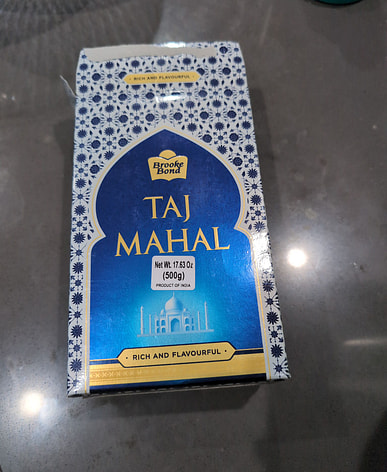 RICH AND FLAVOURFUL
Brooke
Bond
TAJ
MAHAL
Net Wt. 17.63 Oz
(500g)
PRODUCT OF INDIA
RICH AND FLAVOURFUL